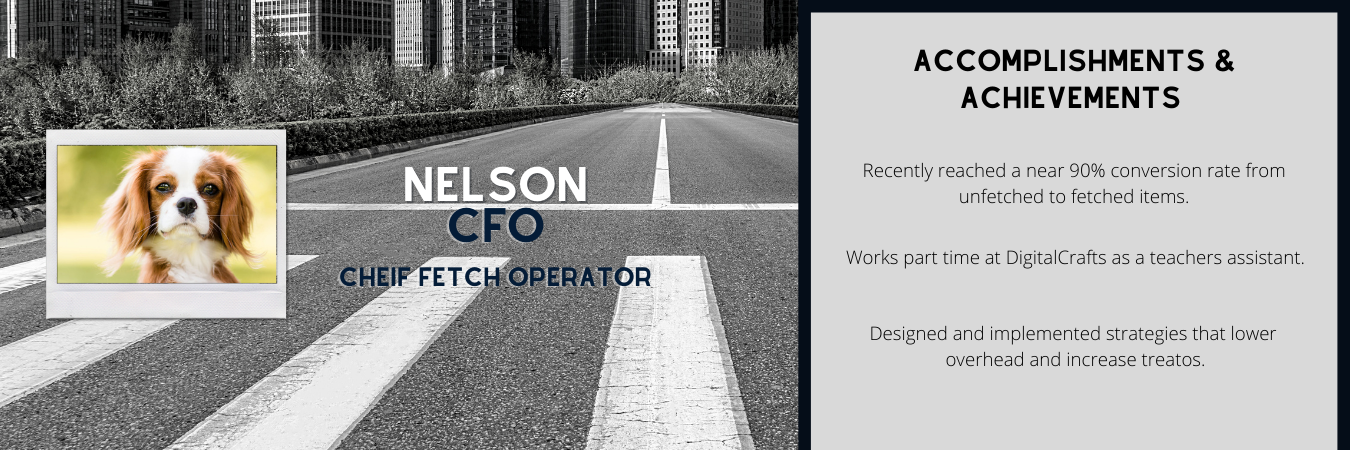 NELSON
CFO
CHEIF FETCH OPERATOR
ACCOMPLISHMENTS &
ACHIEVEMENTS
Recently reached a near 90% conversion rate from
unfetched to fetched items.
Works part time at DigitalCrafts as a teachers assistant.
Designed and implemented strategies that lower
overhead and increase treatos.